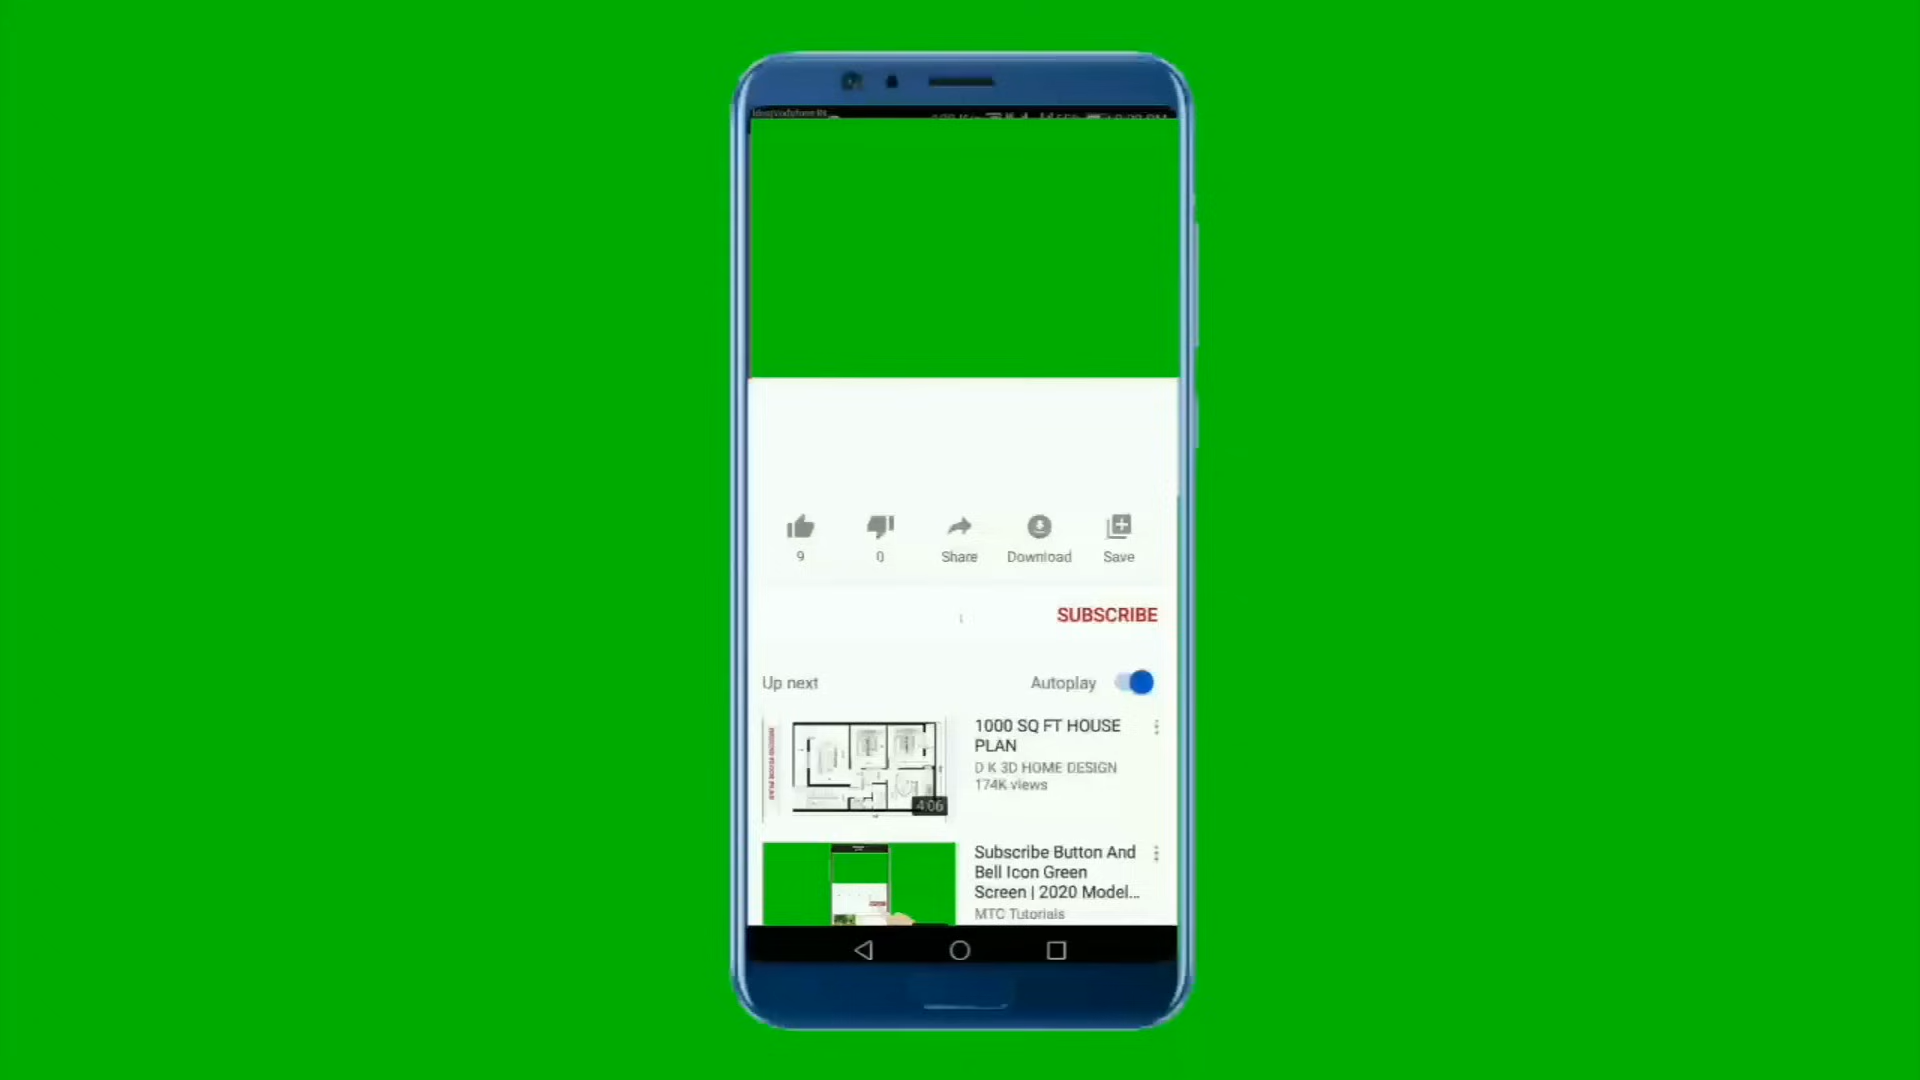 9
0
Share
Download
Save
SUBSCRIBE
Up next
Autoplay
1000 SQ FT HOUSE
PLAN
D K 3D HOME DESIGN
174K views
4:06
Subscribe Button And
Bell Icon Green
Screen | 2020 Model...
MTC Tutorials